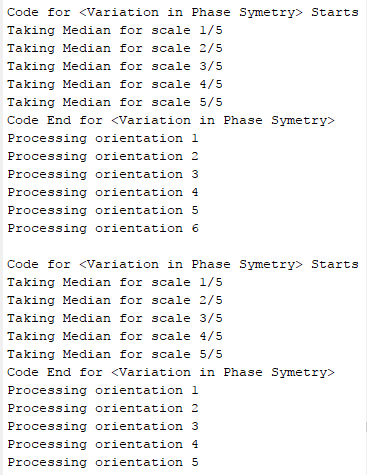 Code for <Variation in Phase Symetry> Starts
Taking Median for scale 1/5
Taking Median for scale 2/5
Taking Median for scale 3/5
Taking Median for scale 4/5
Taking Median for scale 5/5
Code End for <Variation in Phase Symetry>
Processing orientation 1
Processing orientation 2
Processing orientation 3
Processing orientation 4
Processing orientation 5
Processing orientation 6
Code for <Variation in Phase Symetry> Starts
Taking Median for scale 1/5
Taking Median for scale 2/5
Taking Median for scale 3/5
Taking Median for scale 4/5
Taking Median for scale 5/5
Code End for <Variation in Phase Symetry>
Processing orientation 1
Processing orientation 2
Processing orientation 3
Processing orientation 4
Processing orientation 5